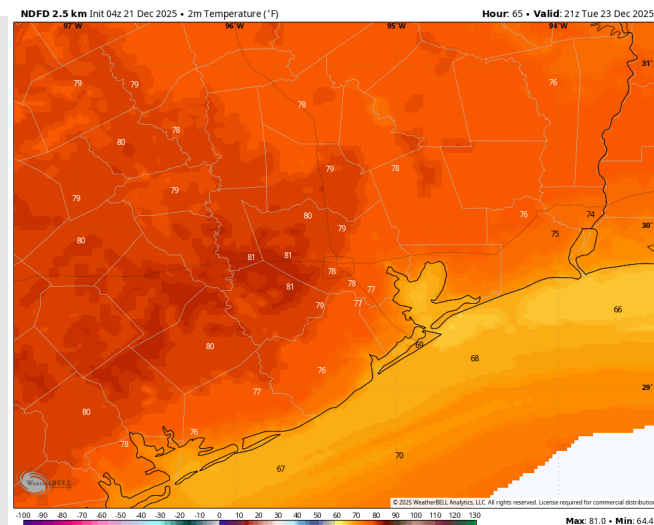 NDFD 2.5 km Init 04z 21 Dec 2025 • 2m Temperature (°F)
Hour: 65 • Valid: 21z Tue 23 Dec 2025
97°W 96°W 95°W 94°W
31°
79 79 78 76
80 78
79 78
79 79
80 76 74
80 79 75 30°
81 81
78
81 78 77
79 77
66
69
80 68
76
77 29°
80
78 76
70
67
WeatherBELL
© 2025 WeatherBELL Analytics, LLC. All rights reserved. License required for commercial distribution
-100 -90 -80 -70 -60 -50 -40 -30 -20 -10 0 10 20 30 40 50 60 70 80 90 100 110 120 130
Max: 81.0 • Min: 64.4